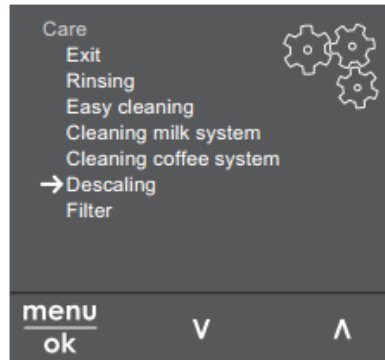 Care
Exit
Rinsing
Easy cleaning
Cleaning milk system
Cleaning coffee system
→Descaling
Filter
menu
ok
∨ ∧